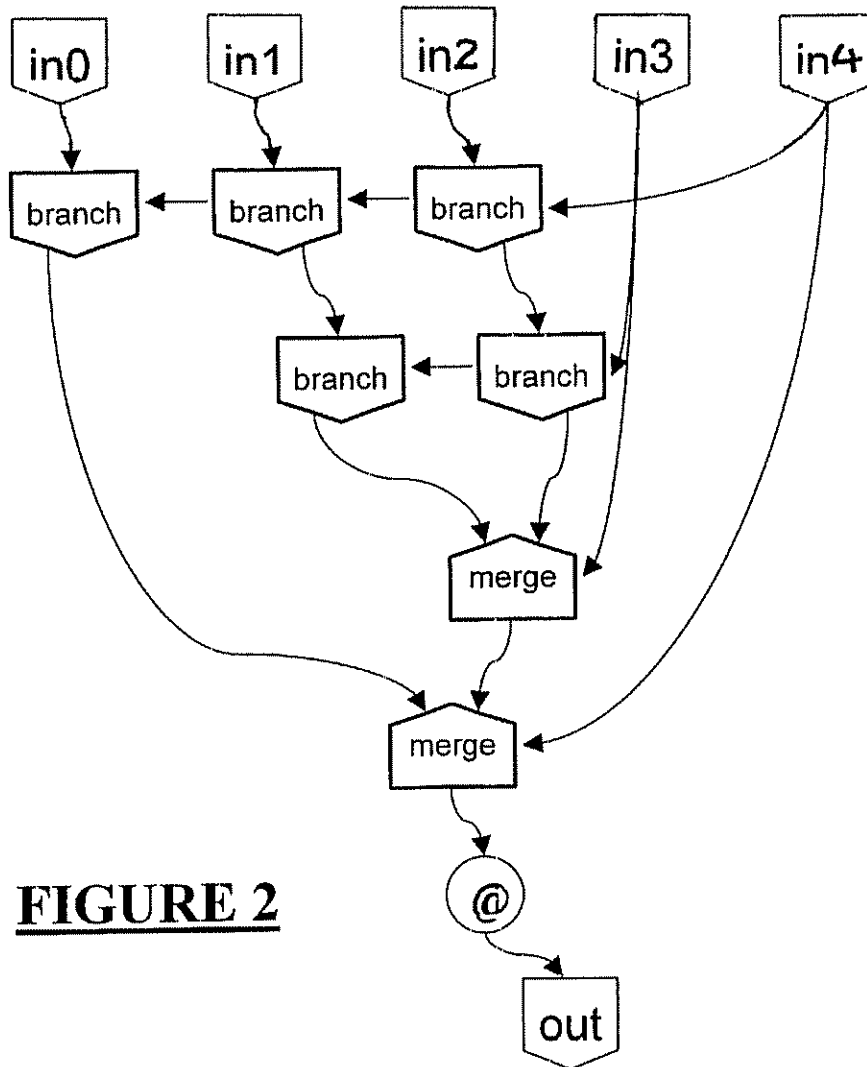 in0 in1 in2 in3 in4
branch branch branch
branch branch
merge
merge
@
FIGURE 2
out